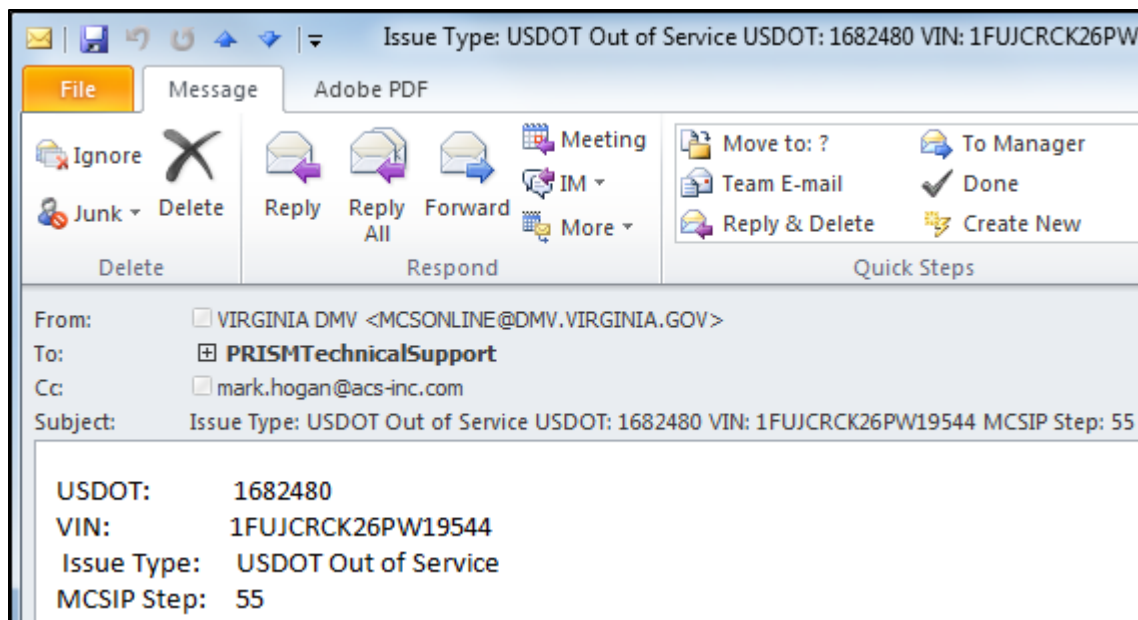 Issue Type: USDOT Out of Service USDOT: 1682480 VIN: 1FUJCRCK26PW
File Message Adobe PDF
Ignore
Junk
Delete
Reply
Reply All
Forward
Meeting
IM
More
Move to: ?
Team E-mail
Reply & Delete
To Manager
Done
Create New
Delete Respond Quick Steps
From: VIRGINIA DMV <MCSONLINE@DMV.VIRGINIA.GOV>
To: PRISMTechnicalSupport
Cc: mark.hogan@acs-inc.com
Subject: Issue Type: USDOT Out of Service USDOT: 1682480 VIN: 1FUJCRCK26PW19544 MCSIP Step: 55
USDOT: 1682480
VIN: 1FUJCRCK26PW19544
Issue Type: USDOT Out of Service
MCSIP Step: 55